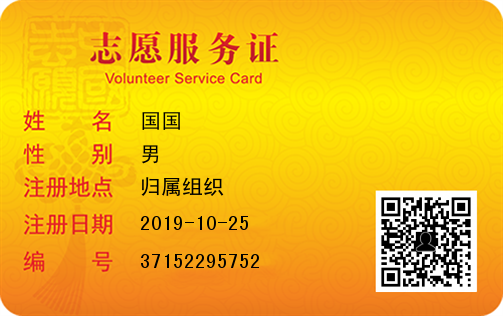 志愿服务证
Volunteer Service Card
姓 名 国国
性 别 男
注册地点 归属组织
注册日期 2019-10-25
编 号 37152295752